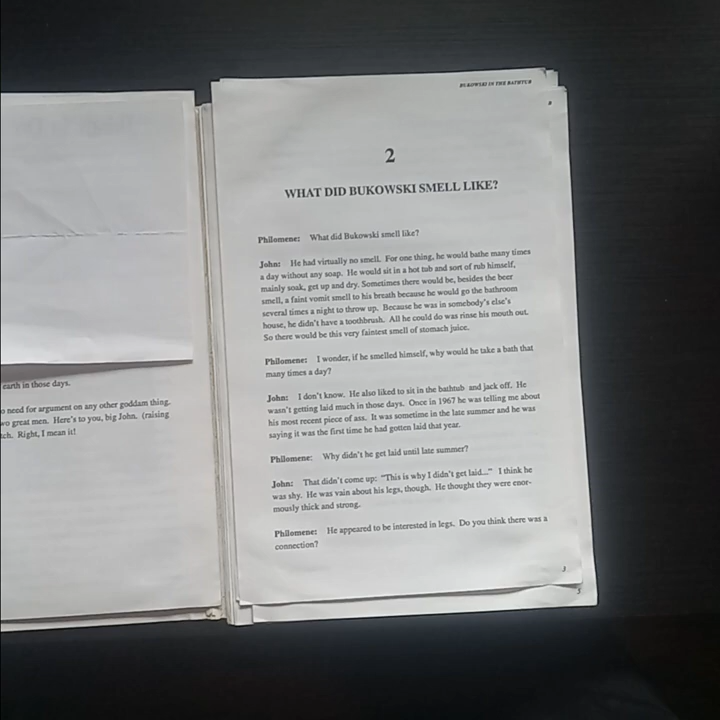 earth in those days.
o need for argument on any other goddam thing.
wo great men. Here's to you, big John. (raising
tch. Right, I mean it!
BUKOWSKI IN THE BATHTUB
2
WHAT DID BUKOWSKI SMELL LIKE?
Philomene: What did Bukowski smell like?
John: He had virtually no smell. For one thing, he would bathe many times
a day without any soap. He would sit in a hot tub and sort of rub himself,
mainly soak, get up and dry. Sometimes there would be, besides the beer
smell, a faint vomit smell to his breath because he would go the bathroom
several times a night to throw up. Because he was in somebody's else's
house, he didn't have a toothbrush. All he could do was rinse his mouth out.
So there would be this very faintest smell of stomach juice.
Philomene: I wonder, if he smelled himself, why would he take a bath that
many times a day?
John: I don't know. He also liked to sit in the bathtub and jack off. He
wasn't getting laid much in those days. Once in 1967 he was telling me about
his most recent piece of ass. It was sometime in the late summer and he was
saying it was the first time he had gotten laid that year.
Philomene: Why didn't he get laid until late summer?
John: That didn't come up: "This is why I didn't get laid..." I think he
was shy. He was vain about his legs, though. He thought they were enor-
mously thick and strong.
Philomene: He appeared to be interested in legs. Do you think there was a
connection?
3
5